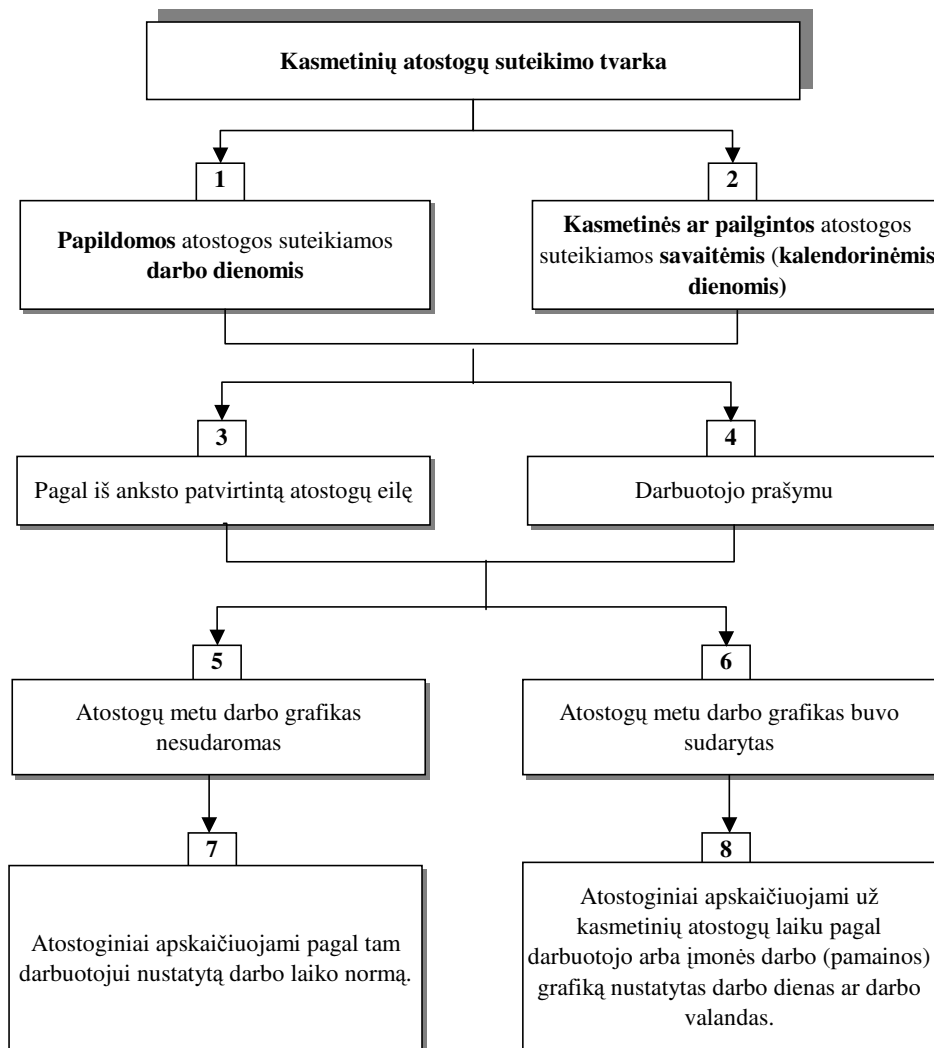 Kasmetinių atostogų suteikimo tvarka
1
2
Papildomos atostogos suteikiamos
darbo dienomis
Kasmetinės ar pailgintos atostogos
suteikiamos savaitėmis (kalendorinėmis
dienomis)
3
4
Pagal iš anksto patvirtintą atostogų eilę
Darbuotojo prašymu
5
6
Atostogų metu darbo grafikas
nesudaromas
Atostogų metu darbo grafikas buvo
sudarytas
7
8
Atostoginiai apskaičiuojami pagal tam
darbuotojui nustatytą darbo laiko normą.
Atostoginiai apskaičiuojami už
kasmetinių atostogų laiku pagal
darbuotojo arba įmonės darbo (pamainos)
grafiką nustatytas darbo dienas ar darbo
valandas.